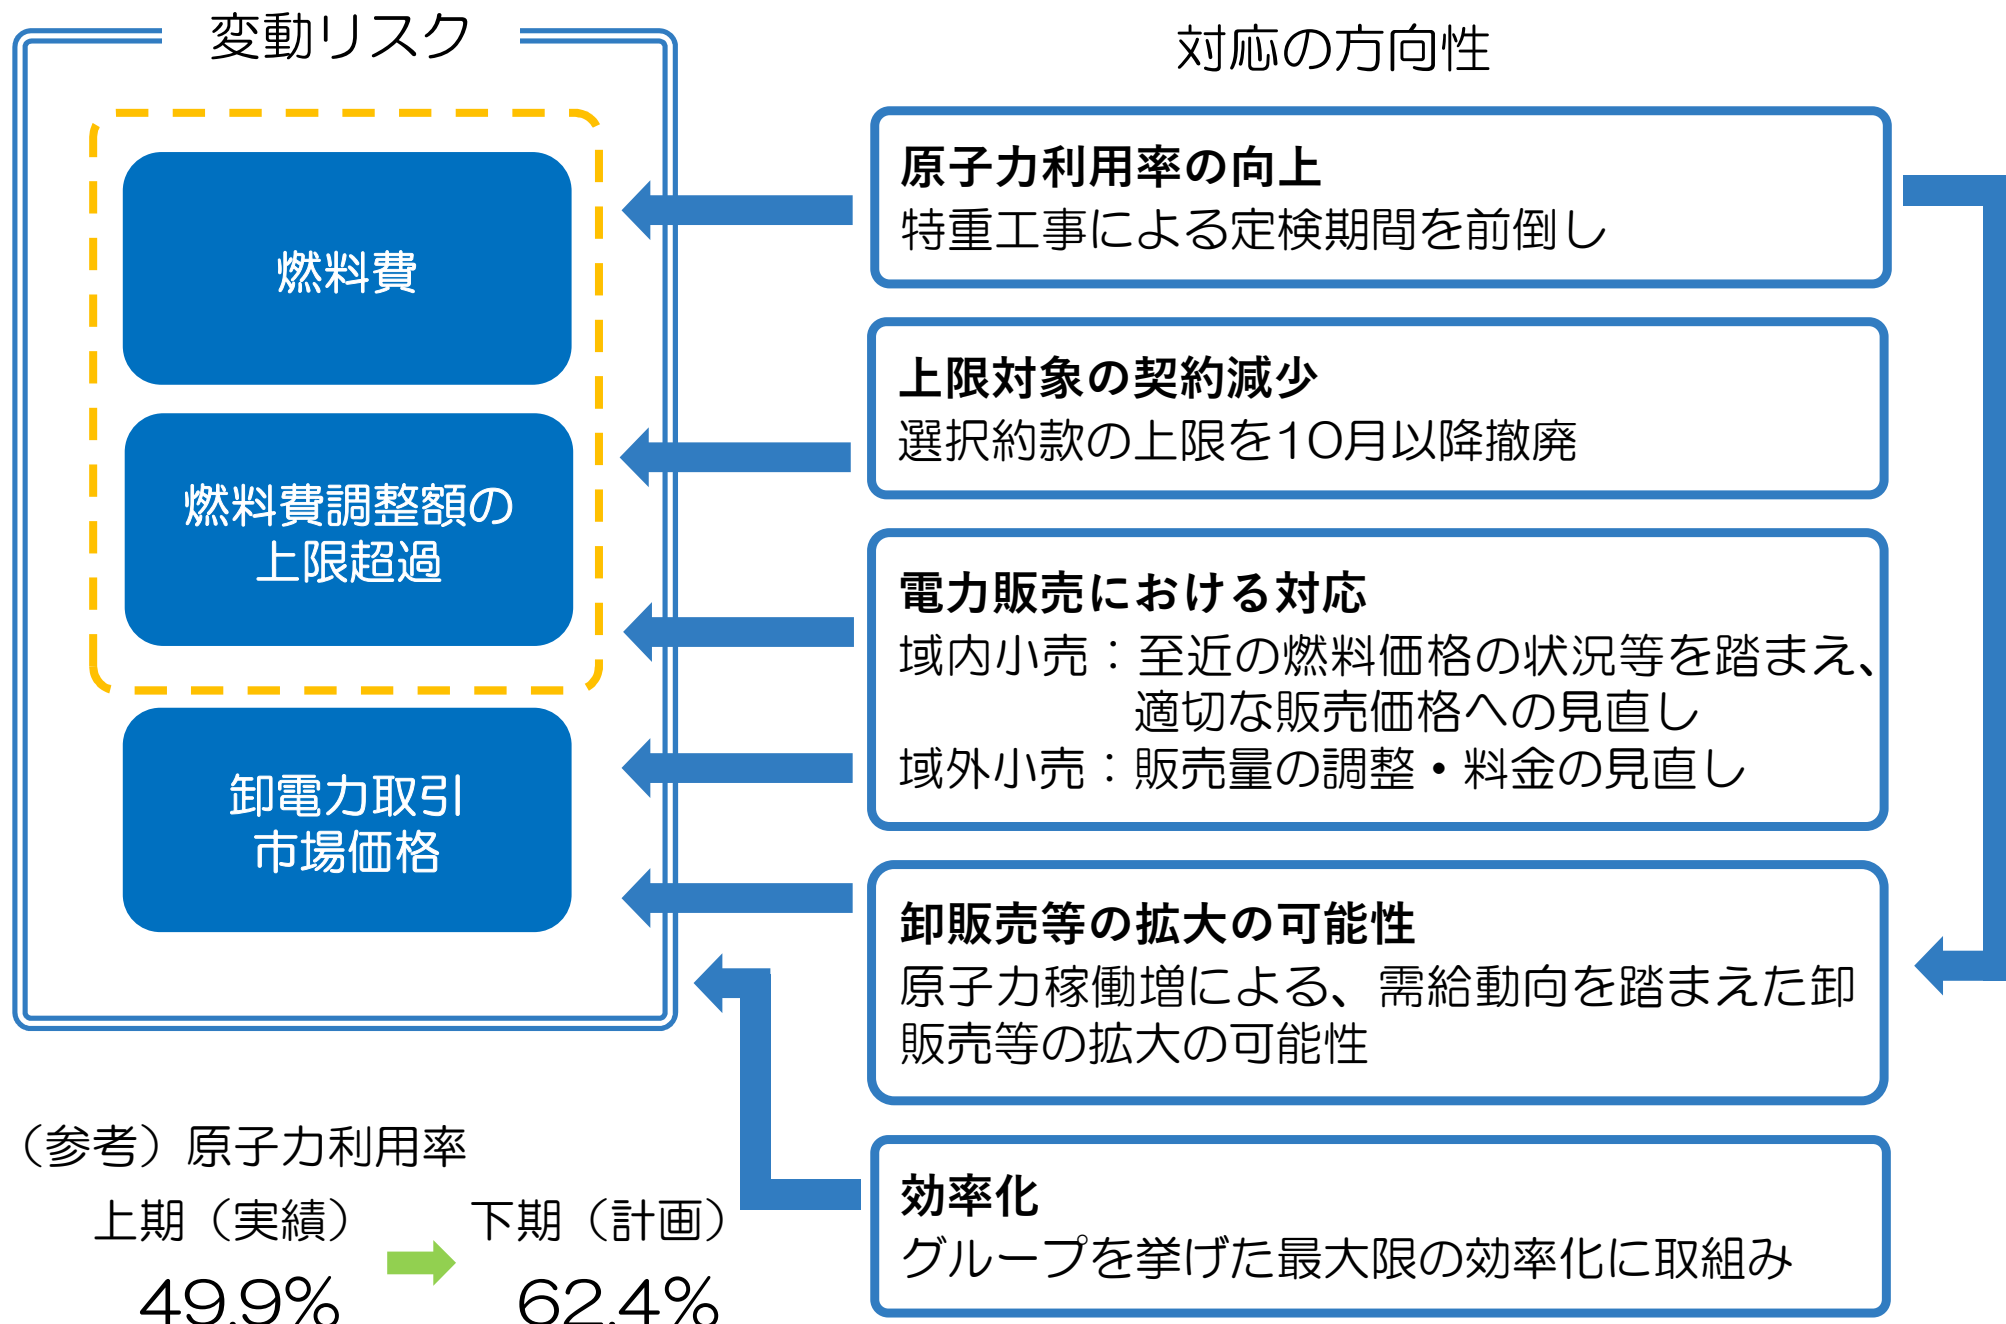 変動リスク
燃料費
燃料費調整額の
上限超過
卸電力取引
市場価格
対応の方向性
原子力利用率の向上
特重工事による定検期間を前倒し
上限対象の契約減少
選択約款の上限を10月以降撤廃
電力販売における対応
域内小売：至近の燃料価格の状況等を踏まえ、
適切な販売価格への見直し
域外小売：販売量の調整・料金の見直し
卸販売等の拡大の可能性
原子力稼働増による、需給動向を踏まえた卸
販売等の拡大の可能性
効率化
グループを挙げた最大限の効率化に取組み
（参考）原子力利用率
上期（実績） 下期（計画）
49.9% 62.4%